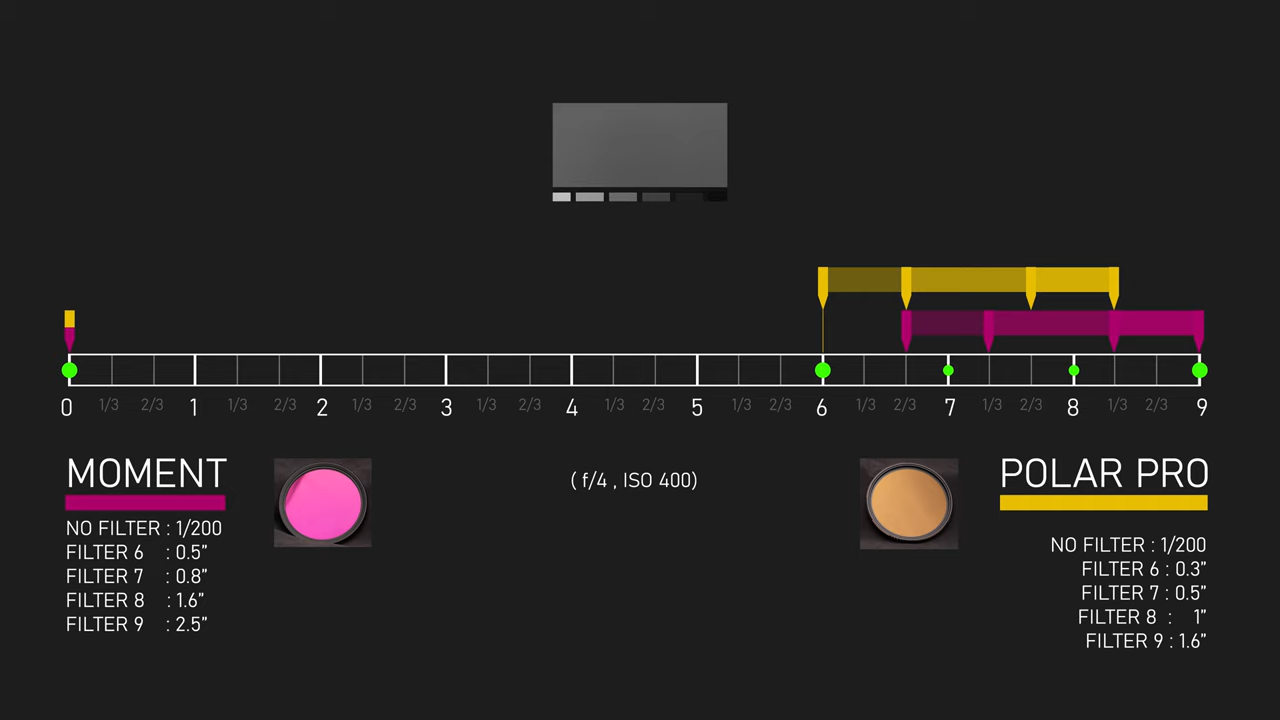 0 1/3 2/3 1 1/3 2/3 2 1/3 2/3 3 1/3 2/3 4 1/3 2/3 5 1/3 2/3 6 1/3 2/3 7 1/3 2/3 8 1/3 2/3 9
MOMENT
NO FILTER : 1/200
FILTER 6 : 0.5”
FILTER 7 : 0.8”
FILTER 8 : 1.6”
FILTER 9 : 2.5”
( f/4 , ISO 400)
POLAR PRO
NO FILTER : 1/200
FILTER 6 : 0.3”
FILTER 7 : 0.5”
FILTER 8 : 1”
FILTER 9 : 1.6”